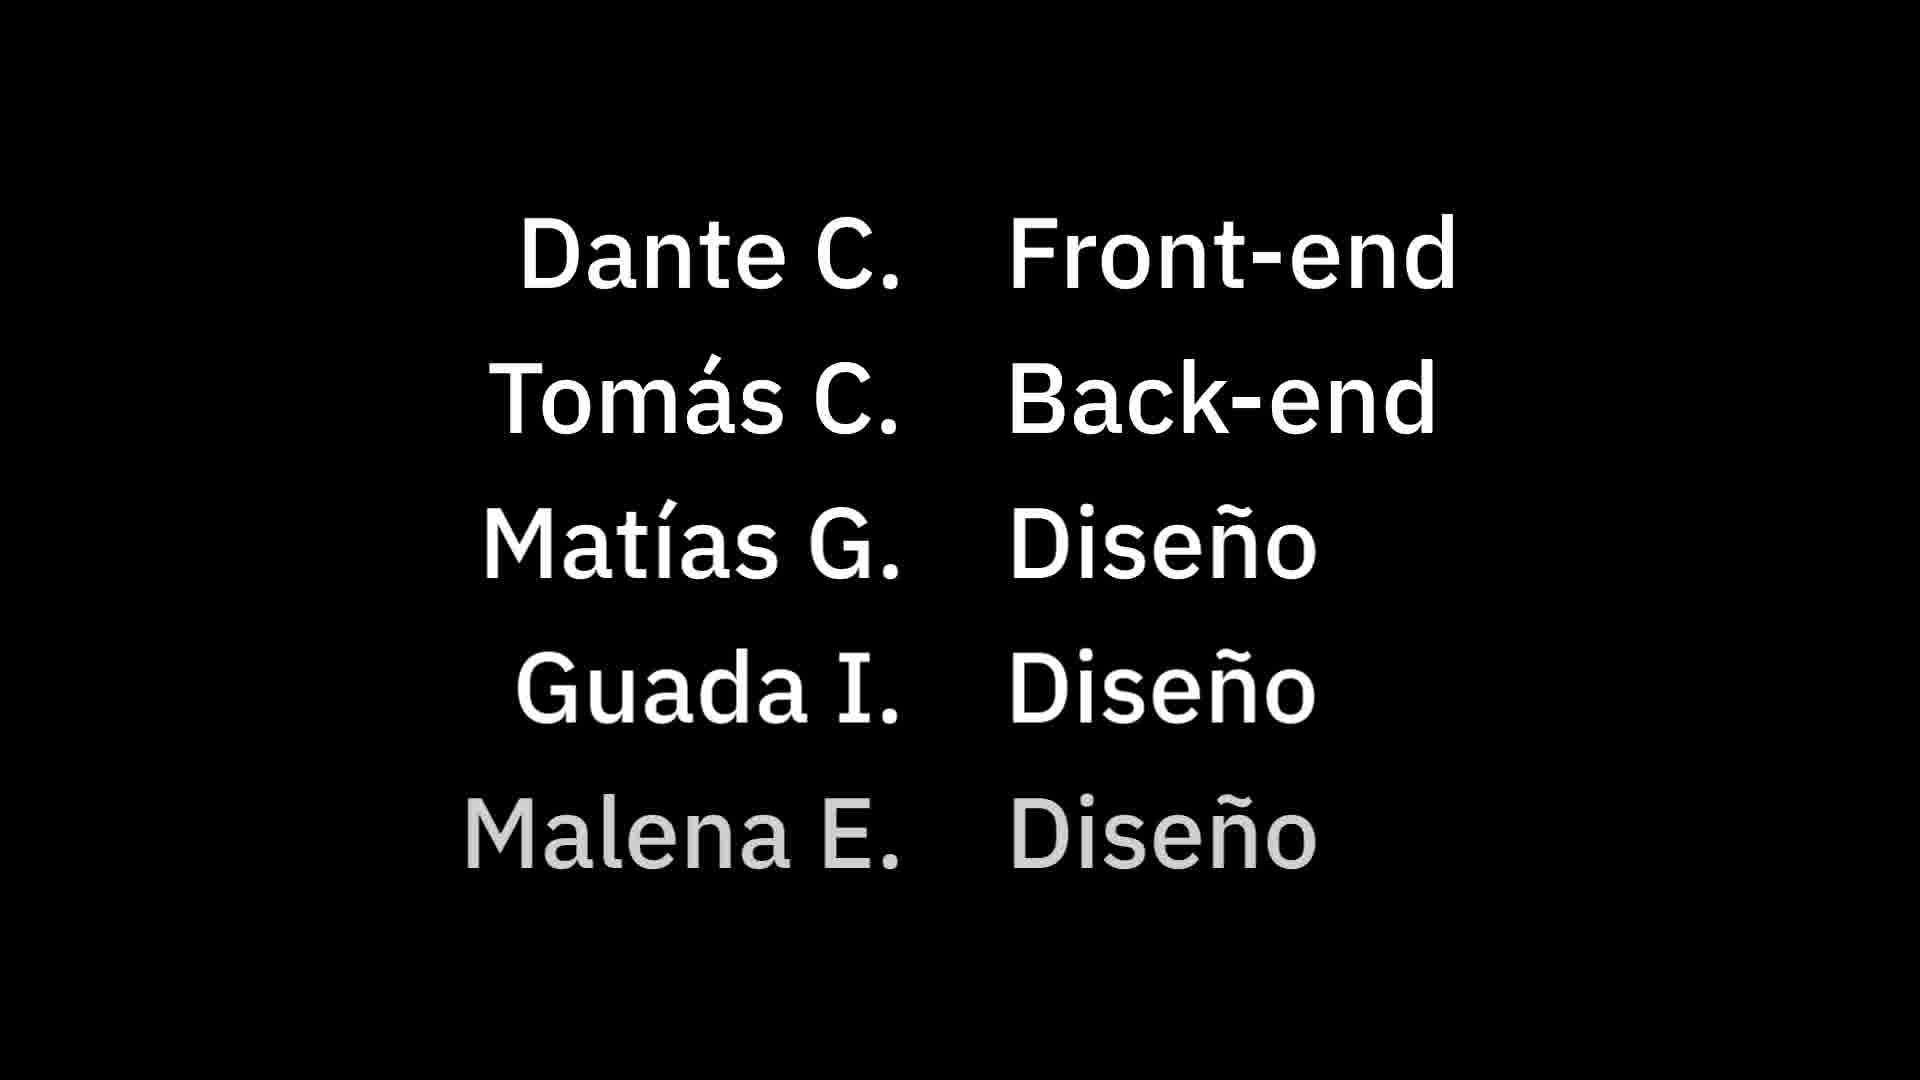 Dante C. Front-end
Tomás C. Back-end
Matías G. Diseño
Guada I. Diseño
Malena E. Diseño